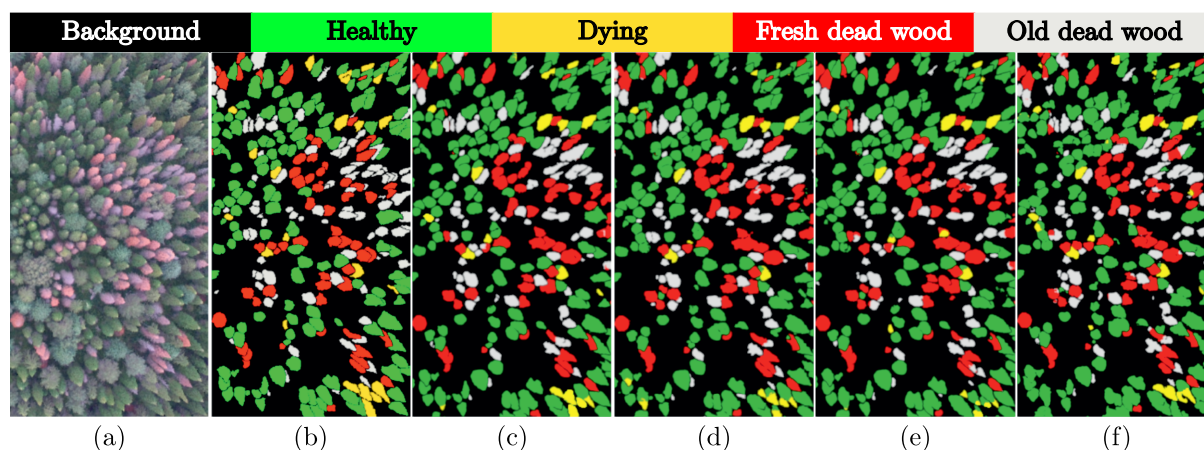 Background Healthy Dying Fresh dead wood Old dead wood
(a) (b) (c) (d) (e) (f)